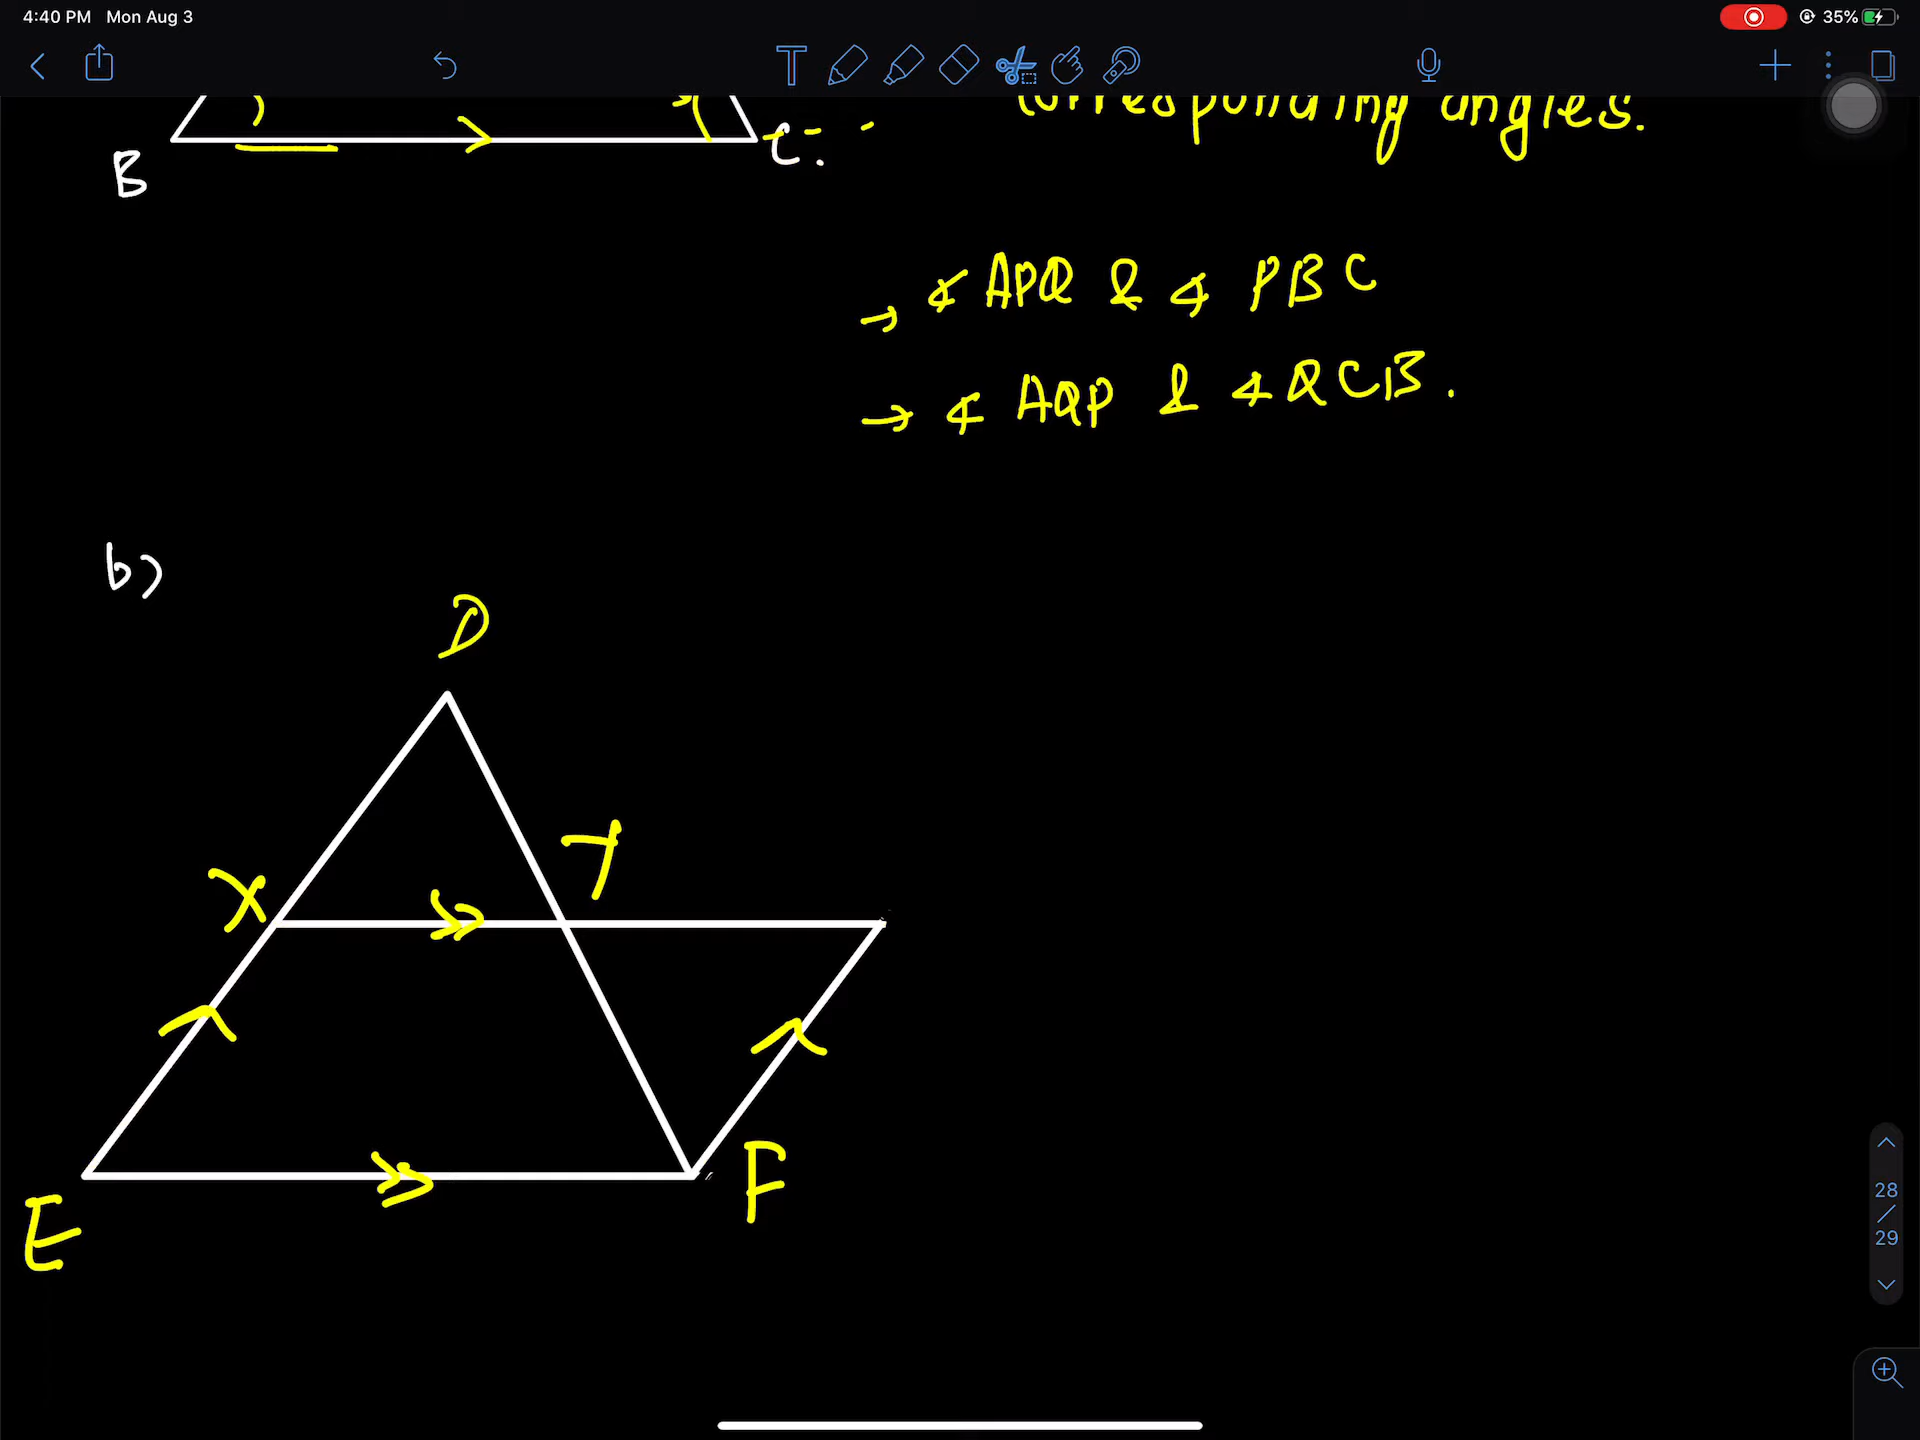 4:40 PM Mon Aug 3
35%
T
corresponding angles.
B
C.
→ ∢ APQ & ∢ PBC
→ ∢ AQP & ∢ QCB.
b)
D
X
Y
E
F
28
/
29